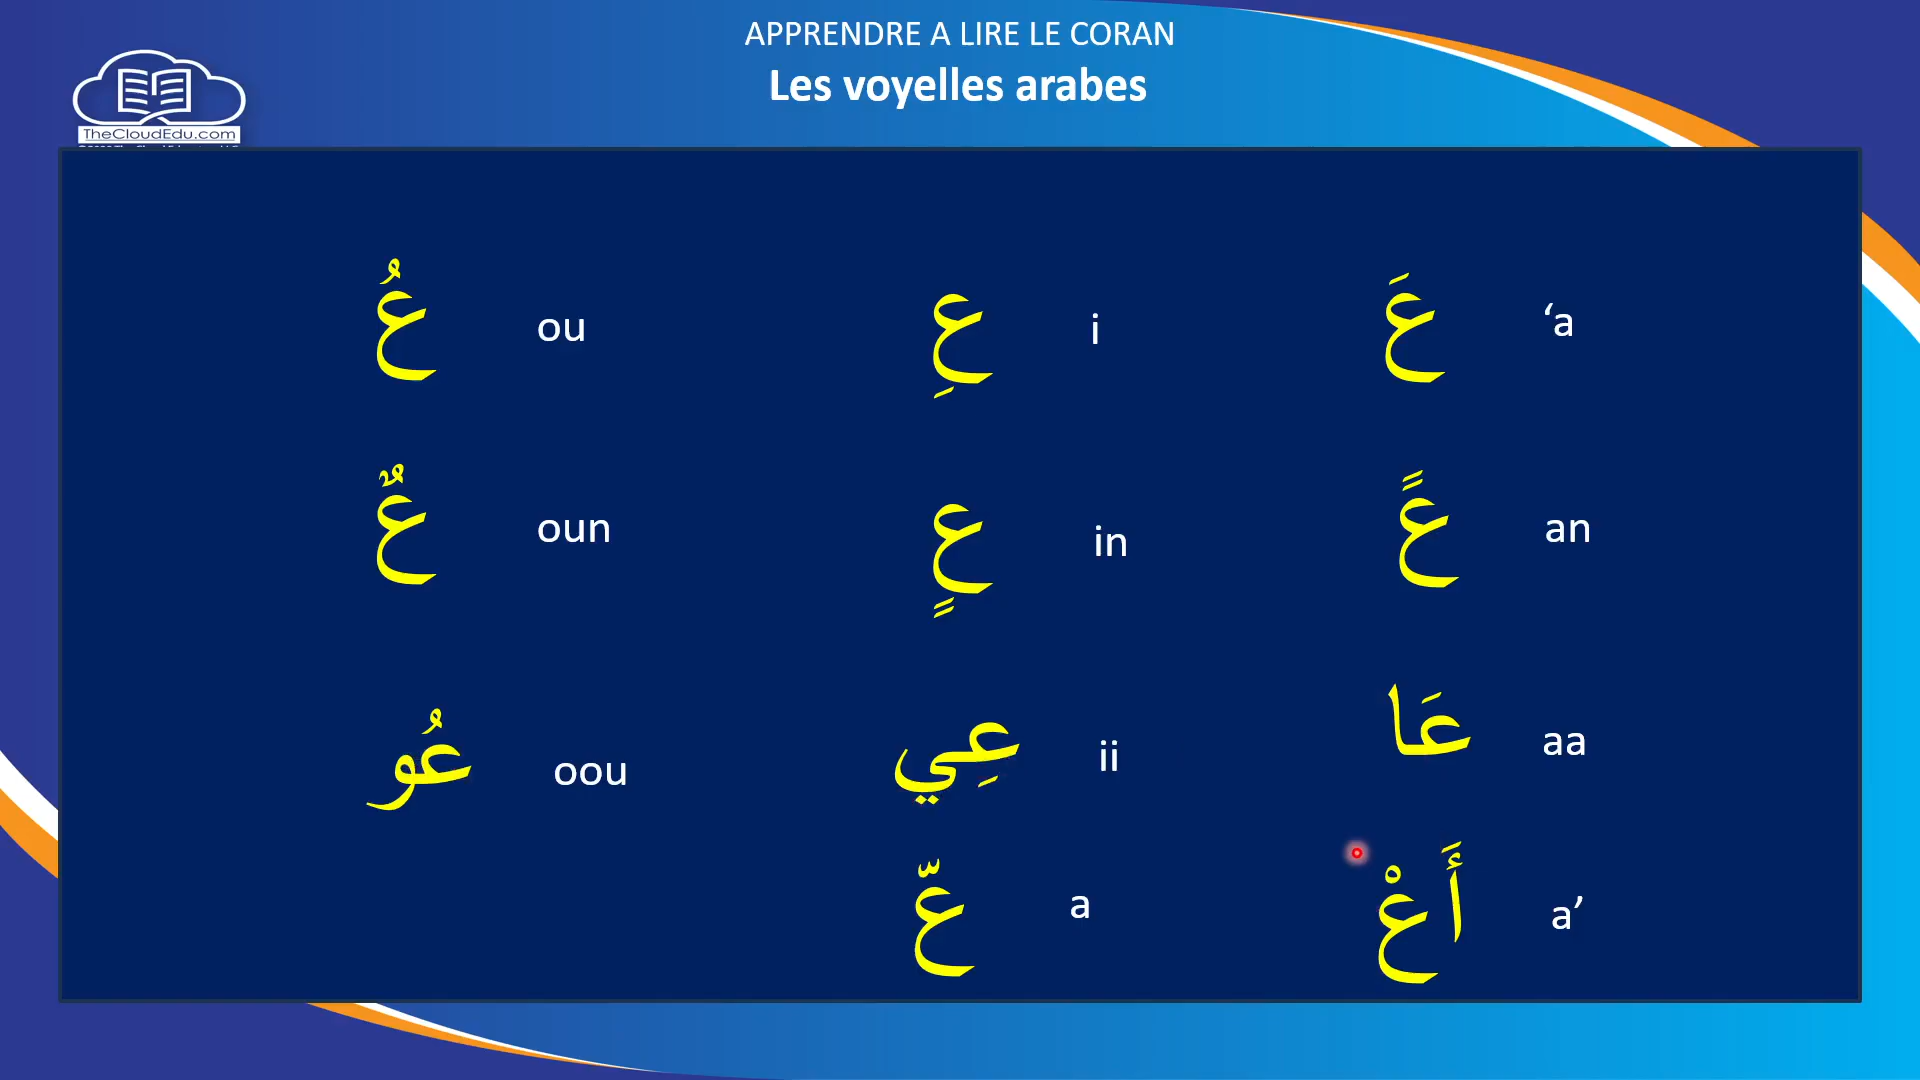 APPRENDRE A LIRE LE CORAN
Les voyelles arabes
TheCloudEdu.com
عَ ‘a عِ i عُ ou
عً an عٍ in عٌ oun
عَا aa عِي ii عُو oou
أَعْ a’ عّ a